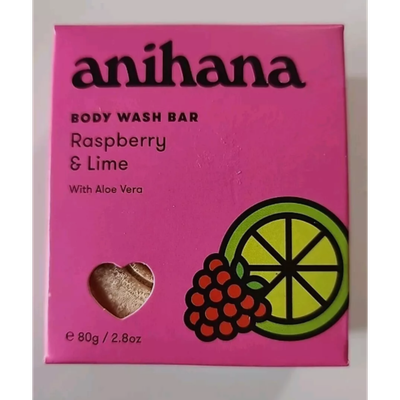 anihana
BODY WASH BAR
Raspberry
& Lime
With Aloe Vera
℮ 80g / 2.8oz